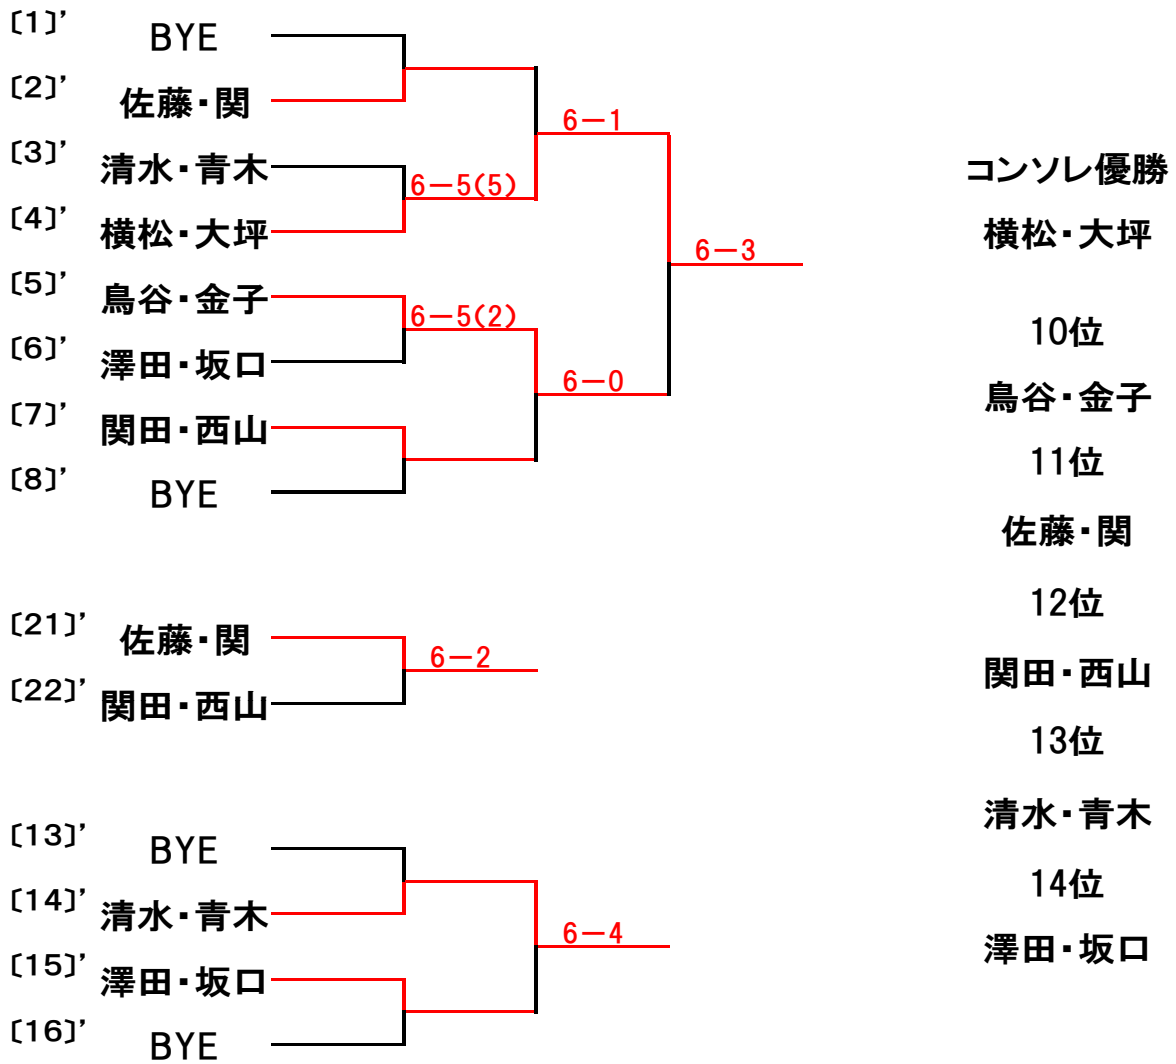 〔1〕’ BYE
〔2〕’ 佐藤・関
6－1
〔3〕’ 清水・青木
コンソレ優勝
6－5(5)
〔4〕’ 横松・大坪
横松・大坪
6－3
〔5〕’ 鳥谷・金子
6－5(2)
10位
〔6〕’ 澤田・坂口
6－0
鳥谷・金子
〔7〕’ 関田・西山
11位
〔8〕’ BYE
佐藤・関
12位
〔21〕’ 佐藤・関
6－2
関田・西山
〔22〕’ 関田・西山
13位
清水・青木
〔13〕’ BYE
14位
〔14〕’ 清水・青木
6－4
澤田・坂口
〔15〕’ 澤田・坂口
〔16〕’ BYE